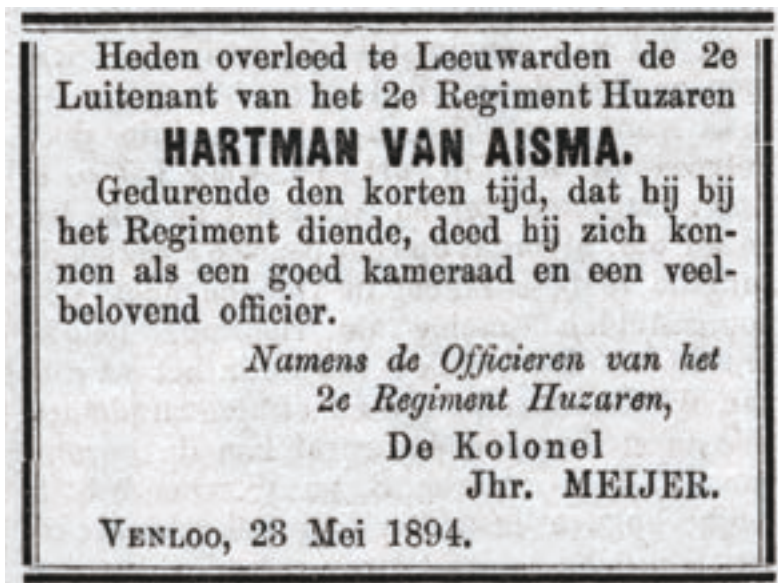 Heden overleed te Leeuwarden de 2e
Luitenant van het 2e Regiment Huzaren
HARTMAN VAN AISMA.
Gedurende den korten tijd, dat hij bij
het Regiment diende, deed hij zich ken-
nen als een goed kameraad en een veel-
belovend officier.
Namens de Officieren van het
2e Regiment Huzaren,
De Kolonel
Jhr. MEIJER.
VENLOO, 23 Mei 1894.